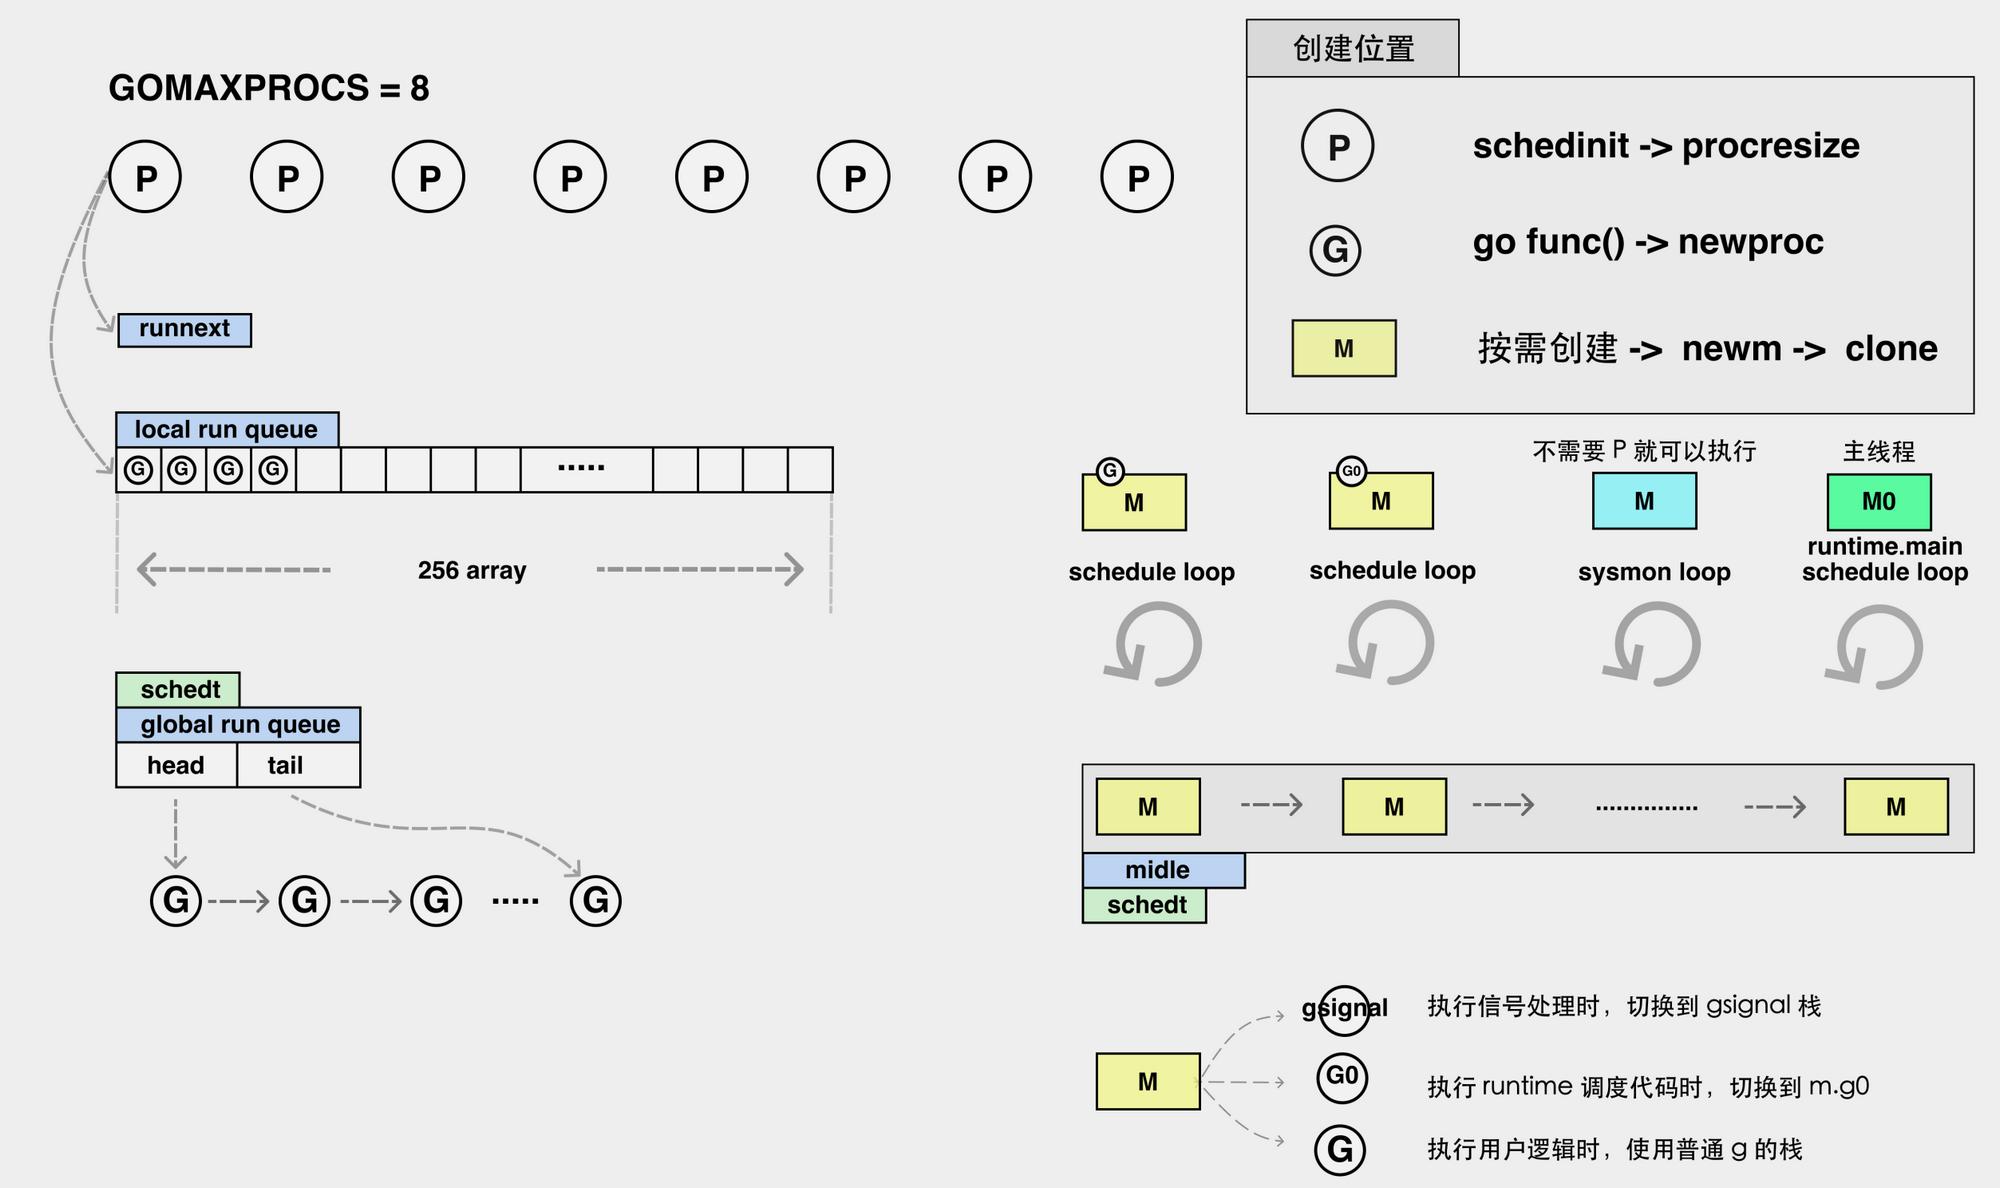 GOMAXPROCS = 8
P P P P P P P P
runnext
local run queue
G G G G .....
256 array
schedt
global run queue
head tail
G G G ..... G
创建位置
P schedinit -> procresize
G go func() -> newproc
M 按需创建 -> newm -> clone
不需要 P 就可以执行 主线程
G G0
M M M M0
runtime.main
schedule loop schedule loop sysmon loop schedule loop
M M ............... M
midle
schedt
gsignal 执行信号处理时，切换到 gsignal 栈
M G0 执行 runtime 调度代码时，切换到 m.g0
G 执行用户逻辑时，使用普通 g 的栈